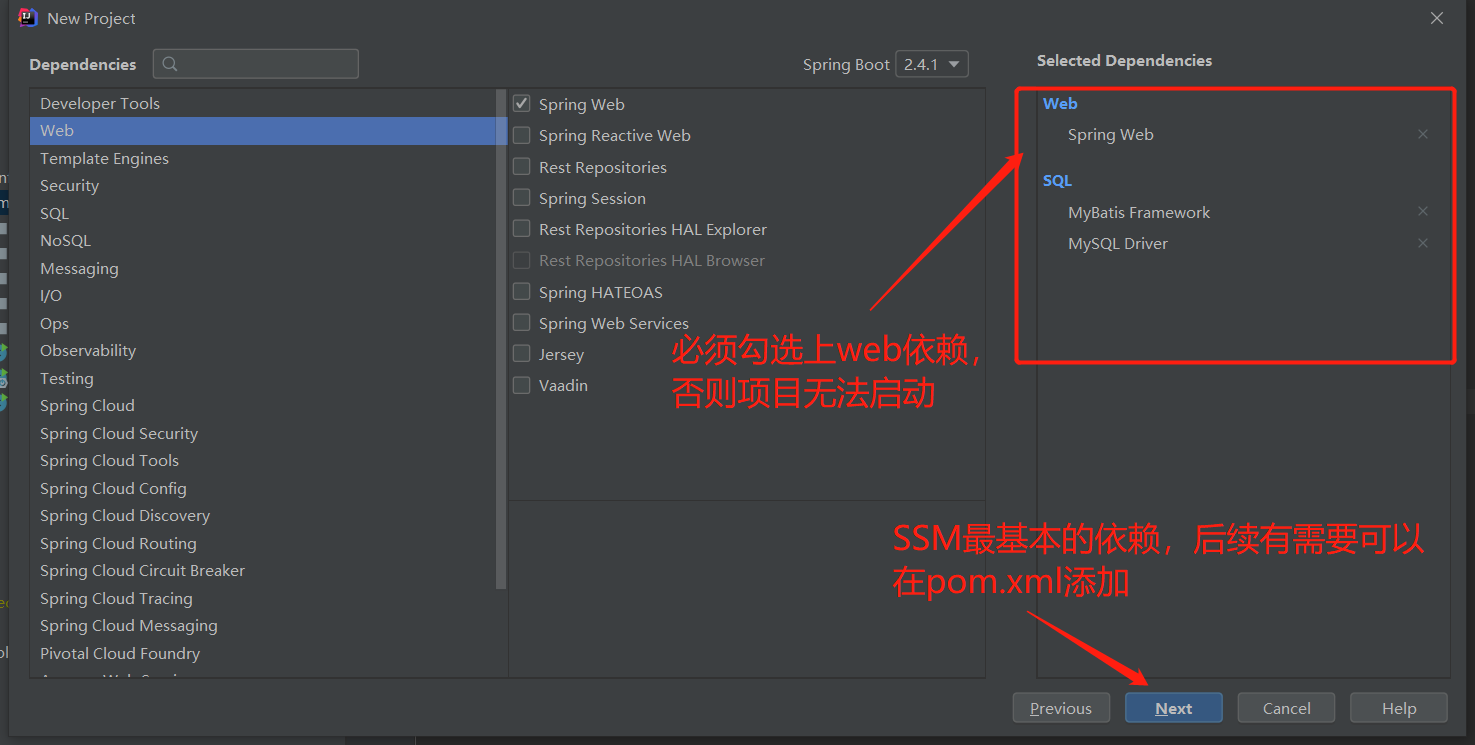 New Project
Dependencies
Spring Boot 2.4.1
Selected Dependencies
Developer Tools
Web
Template Engines
Security
SQL
NoSQL
Messaging
I/O
Ops
Observability
Testing
Spring Cloud
Spring Cloud Security
Spring Cloud Tools
Spring Cloud Config
Spring Cloud Discovery
Spring Cloud Routing
Spring Cloud Circuit Breaker
Spring Cloud Tracing
Spring Cloud Messaging
Pivotal Cloud Foundry
Spring Web
Spring Reactive Web
Rest Repositories
Spring Session
Rest Repositories HAL Explorer
Rest Repositories HAL Browser
Spring HATEOAS
Spring Web Services
Jersey
Vaadin
必须勾选上web依赖，
否则项目无法启动
Web
Spring Web
SQL
MyBatis Framework
MySQL Driver
SSM最基本的依赖，后续有需要可以
在pom.xml添加
Previous
Next
Cancel
Help